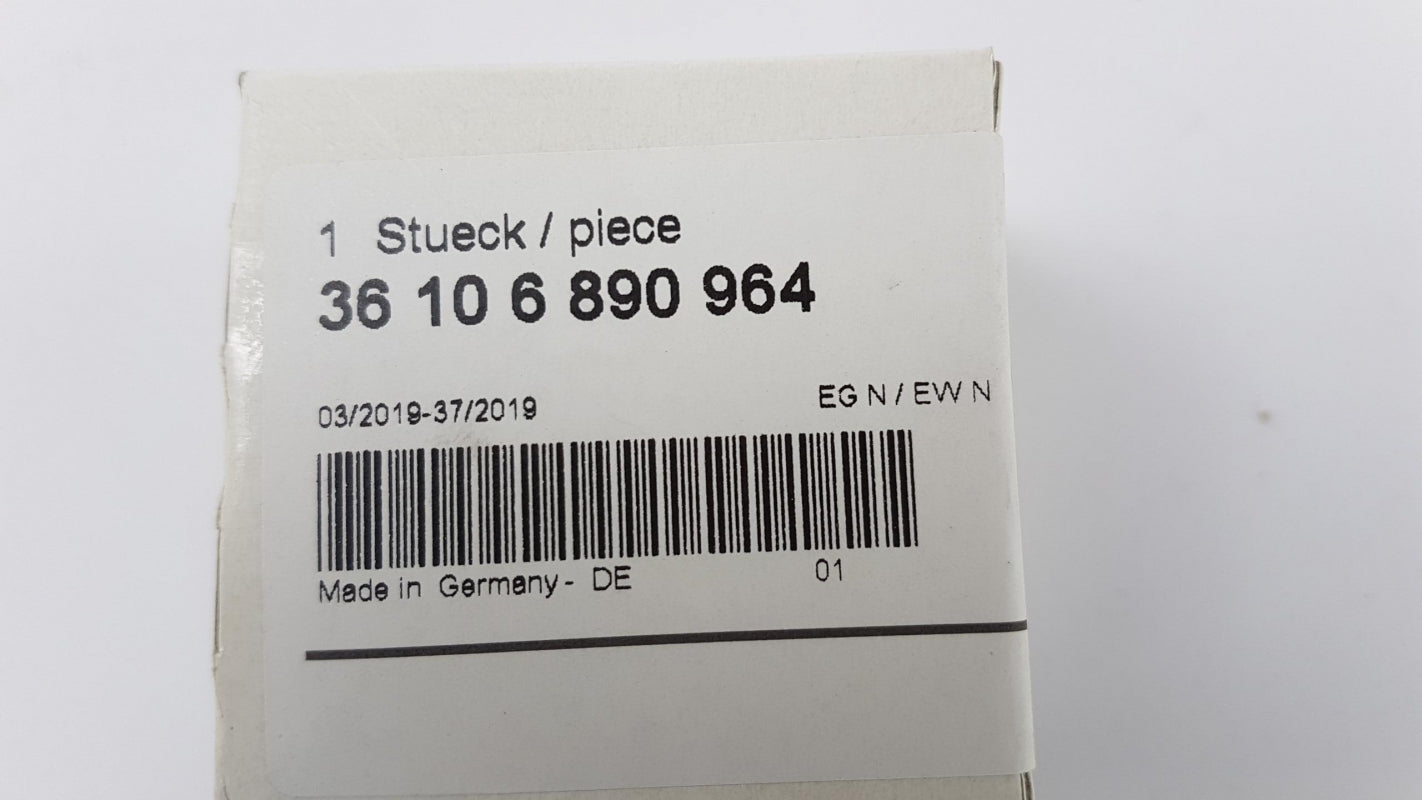 1 Stueck / piece
36 10 6 890 964
03/2019-37/2019 EG N / EW N
Made in Germany - DE 01